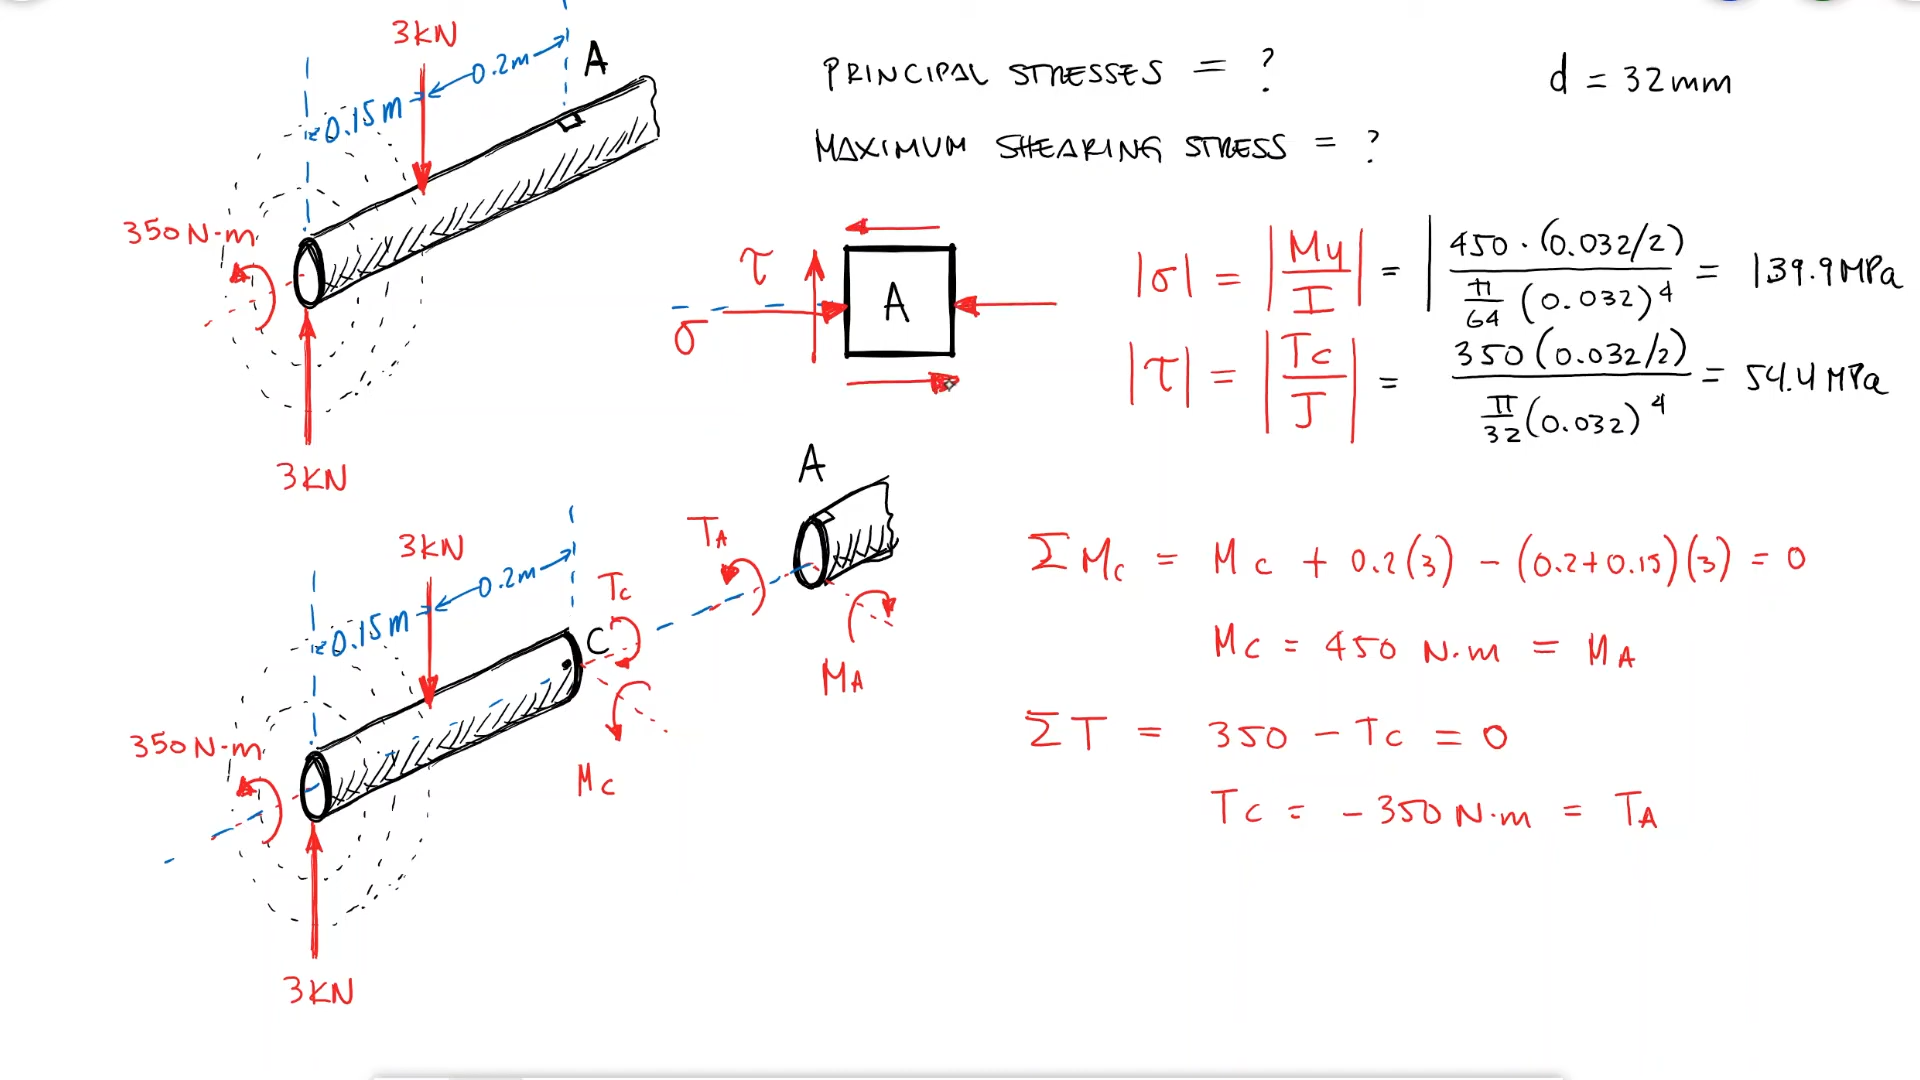 3KN
0.2m
A
0.15m
350 N·m
3KN
PRINCIPAL STRESSES = ?
d = 32mm
MAXIMUM SHEARING STRESS = ?
τ
σ
A
|σ| = |My/I| = |450·(0.032/2) / π/64 (0.032)^4 = 139.9MPa
|τ| = |Tc/J| = 350(0.032/2) / π/32 (0.032)^4 = 54.4MPa
3KN
0.2m
0.15m
350 N·m
3KN
Tc
C
Mc
TA
A
MA
ΣMc = Mc + 0.2(3) - (0.2+0.15)(3) = 0
Mc = 450 N·m = MA
ΣT = 350 - Tc = 0
Tc = -350 N·m = TA